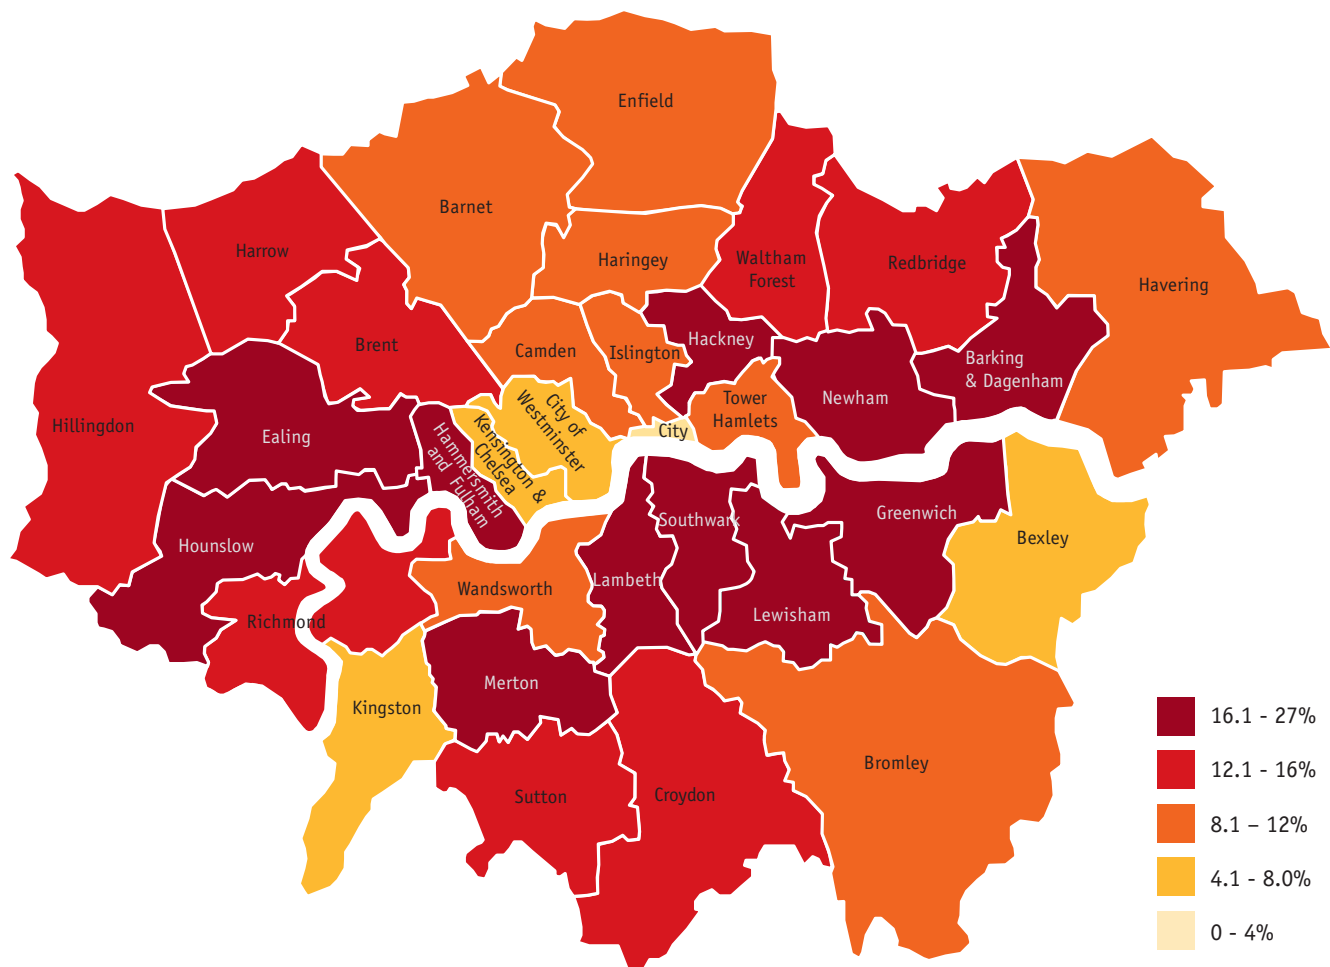 Enfield
Barnet
Harrow
Haringey
Waltham
Forest
Redbridge
Havering
Brent
Camden
Islington
Hackney
Barking
& Dagenham
Hillingdon
Ealing
Hammersmith
and Fulham
Kensington &
Chelsea
City of
Westminster
City
Tower
Hamlets
Newham
Hounslow
Richmond
Wandsworth
Lambeth
Southwark
Lewisham
Greenwich
Bexley
Kingston
Merton
Sutton
Croydon
Bromley
16.1 - 27%
12.1 - 16%
8.1 – 12%
4.1 - 8.0%
0 - 4%